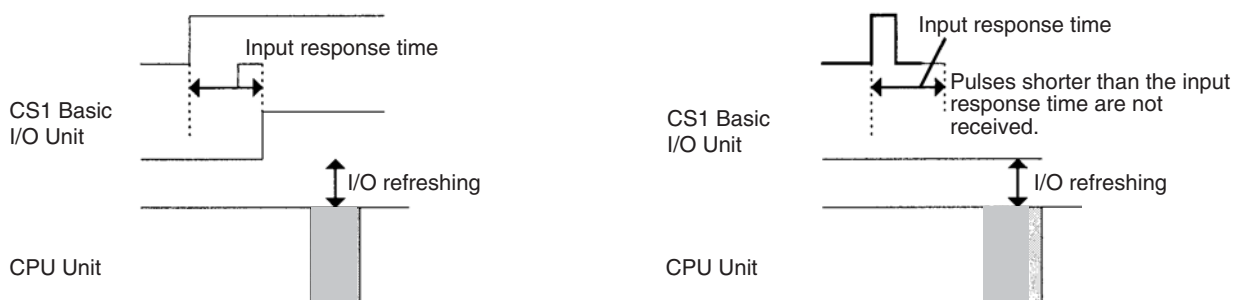 Input response time
CS1 Basic
I/O Unit
I/O refreshing
CPU Unit
Input response time
Pulses shorter than the input
response time are not
received.
CS1 Basic
I/O Unit
I/O refreshing
CPU Unit